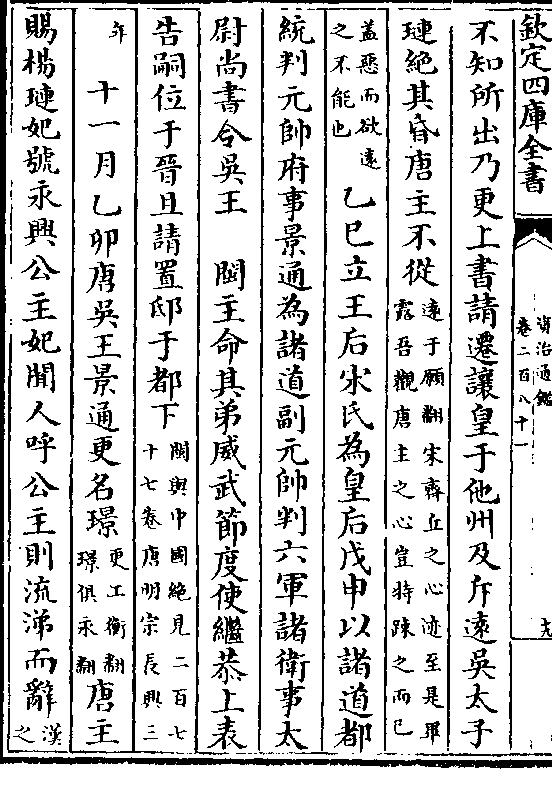 欽定四庫全書
資治通鑑
卷二百八十一
九
不知所出乃更上書請遷讓皇于他州及斥遠吳太子
璉絶其昏唐主不從遠于願翻宋齊丘之心迹至是畢
露吾觀唐主之心豈特踈之而已
盖惡而欲遠
之不能也乙巳立王后宋氏為皇后戊申以諸道都
統判元帥府事景通為諸道副元帥判六軍諸衛事太
尉尚書令吳王 閩主命其弟威武節度使繼恭上表
告嗣位于晉且請置邸于都下閩與中國絶見二百七
十七卷唐明宗長興三
年 十一月乙卯唐吳王景通更名璟更工衡翻
璟俱永翻唐主
賜楊璉妃號永興公主妃聞人呼公主則流涕而辭漢
之